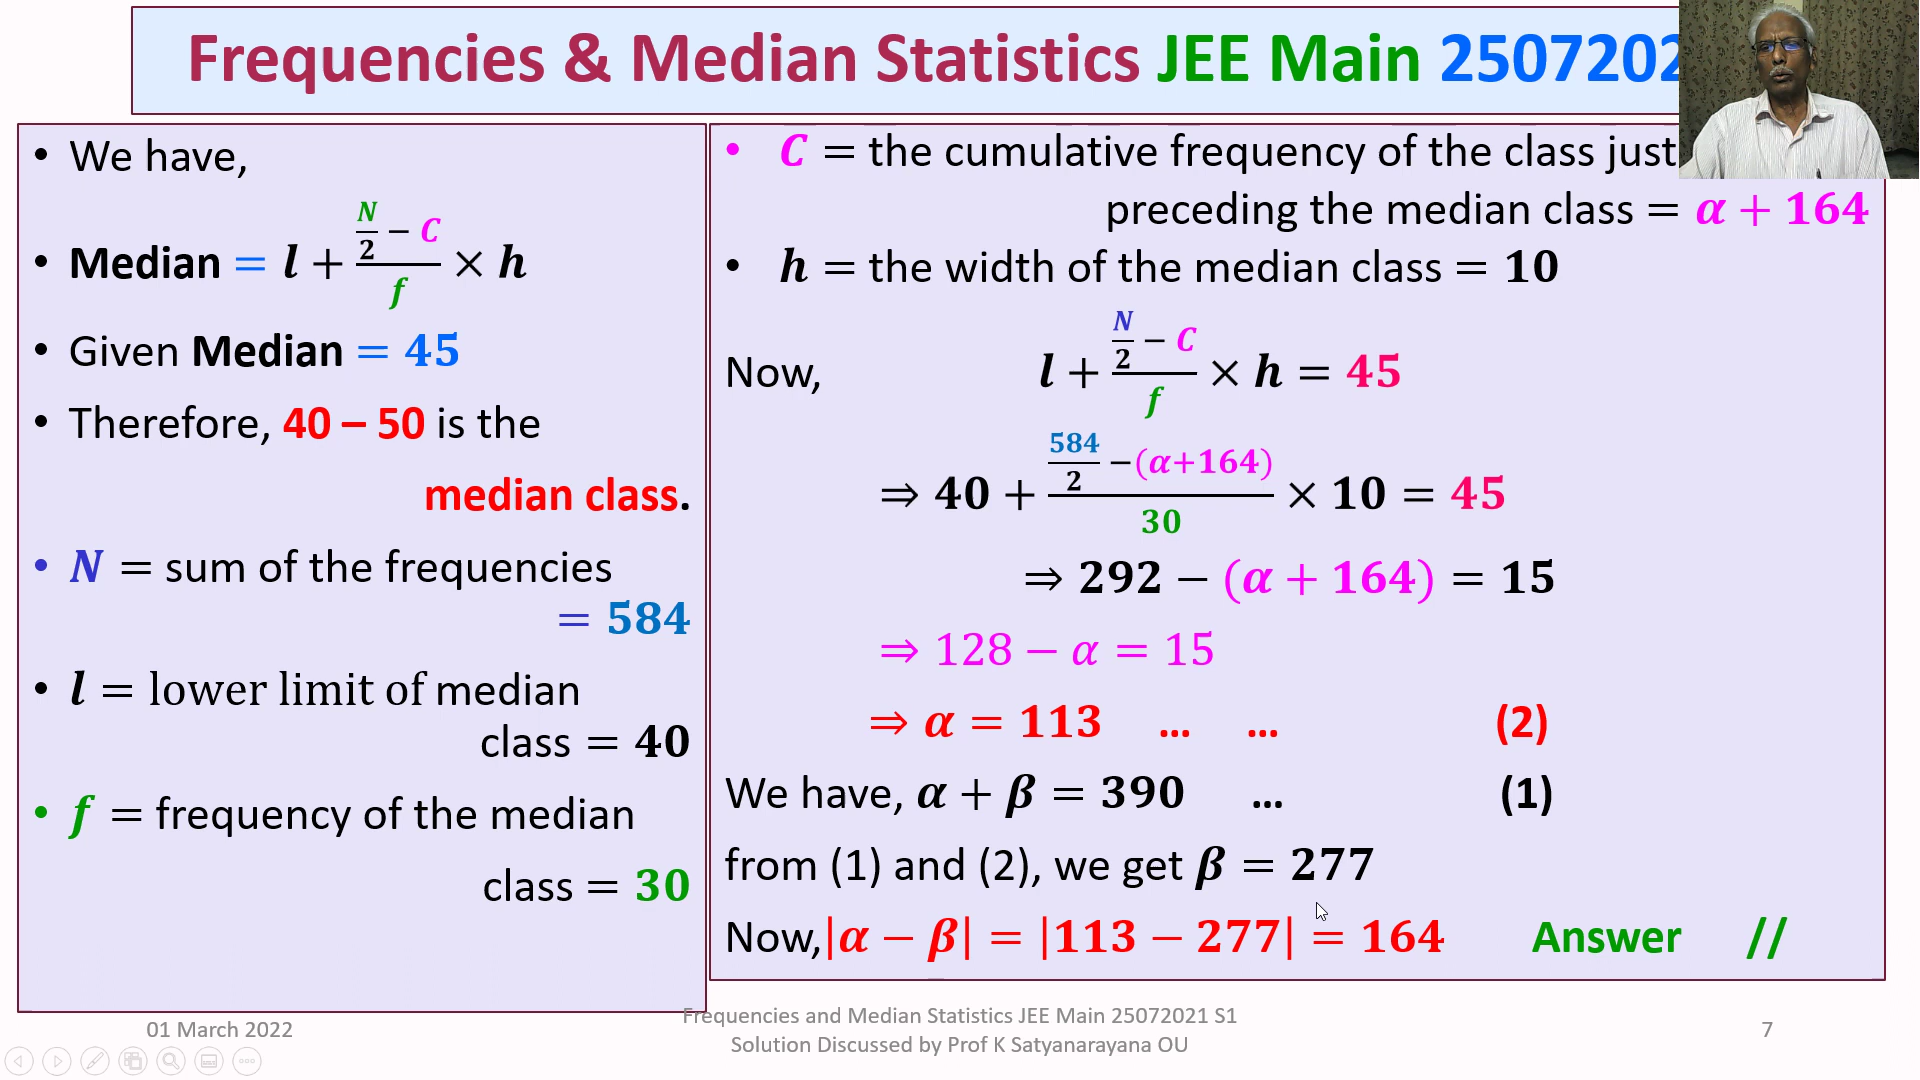 Frequencies & Median Statistics JEE Main 2507202
• We have,
• Median = l + (N/2 − C)/f × h
• Given Median = 45
• Therefore, 40 – 50 is the
median class.
• N = sum of the frequencies
= 584
• l = lower limit of median
class = 40
• f = frequency of the median
class = 30
• C = the cumulative frequency of the class just
preceding the median class = α + 164
• h = the width of the median class = 10
Now, l + (N/2 − C)/f × h = 45
⇒ 40 + (584/2 −(α+164))/30 × 10 = 45
⇒ 292 − (α + 164) = 15
⇒ 128 − α = 15
⇒ α = 113 … … (2)
We have, α + β = 390 … (1)
from (1) and (2), we get β = 277
Now,|α − β| = |113 − 277| = 164 Answer //
01 March 2022
Frequencies and Median Statistics JEE Main 25072021 S1
Solution Discussed by Prof K Satyanarayana OU
7